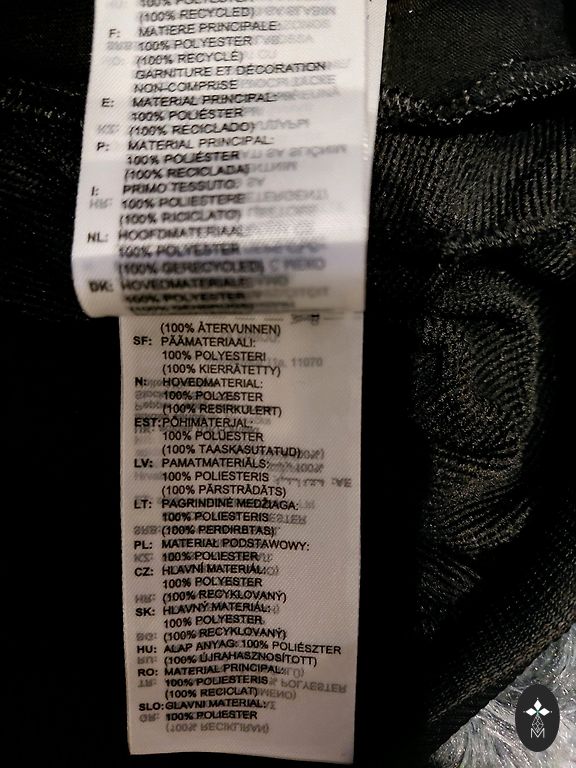 100% POLYESTER
(100% RECYCLED)
F: MATIERE PRINCIPALE:
100% POLYESTER
(100% RECYCLÉ)
GARNITURE ET DÉCORATION
NON-COMPRISE
E: MATERIAL PRINCIPAL:
100% POLIÉSTER
(100% RECICLADO)
P: MATERIAL PRINCIPAL:
100% POLIÉSTER
(100% RECICLADA)
I: PRIMO TESSUTO:
100% POLIESTERE
(100% RICICLATO)
NL: HOOFDMATERIAAL:
100% POLYESTER
(100% GERECYCLED)
DK: HOVEDMATERIALE:
100% POLYESTER
(100% ÅTERVUNNEN)
SF: PÄÄMATERIAALI:
100% POLYESTERI
(100% KIERRÄTETTY)
N: HOVEDMATERIAL:
100% POLYESTER
(100% RESIRKULERT)
EST: PÕHIMATERJAL:
100% POLÜESTER
(100% TAASKASUTATUD)
LV: PAMATMATERIĀLS:
100% POLIESTERIS
(100% PĀRSTRĀDĀTS)
LT: PAGRINDINĖ MEDŽIAGA:
100% POLIESTERIS
(100% PERDIRBTAS)
PL: MATERIAŁ PODSTAWOWY:
100% POLIESTER
CZ: HLAVNÍ MATERIÁL:
100% POLYESTER
(100% RECYKLOVANÝ)
SK: HLAVNÝ MATERIÁL:
100% POLYESTER
(100% RECYKLOVANÝ)
HU: ALAP ANYAG: 100% POLIÉSZTER
(100% ÚJRAHASZNOSÍTOTT)
RO: MATERIAL PRINCIPAL:
100% POLIESTERIS
(100% RECICLAT)
SLO: GLAVNI MATERIAL:
100% POLIESTER
M